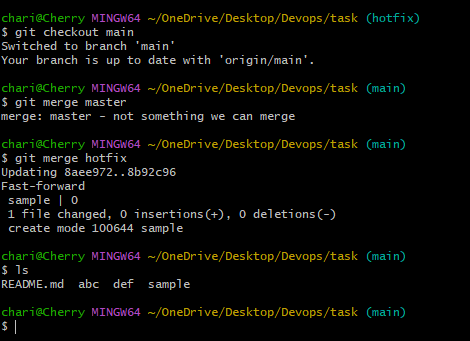 chari@Cherry MINGW64 ~/OneDrive/Desktop/Devops/task (hotfix)
$ git checkout main
Switched to branch 'main'
Your branch is up to date with 'origin/main'.
chari@Cherry MINGW64 ~/OneDrive/Desktop/Devops/task (main)
$ git merge master
merge: master - not something we can merge
chari@Cherry MINGW64 ~/OneDrive/Desktop/Devops/task (main)
$ git merge hotfix
Updating 8aee972..8b92c96
Fast-forward
 sample | 0
 1 file changed, 0 insertions(+), 0 deletions(-)
 create mode 100644 sample
chari@Cherry MINGW64 ~/OneDrive/Desktop/Devops/task (main)
$ ls
README.md  abc  def  sample
chari@Cherry MINGW64 ~/OneDrive/Desktop/Devops/task (main)
$